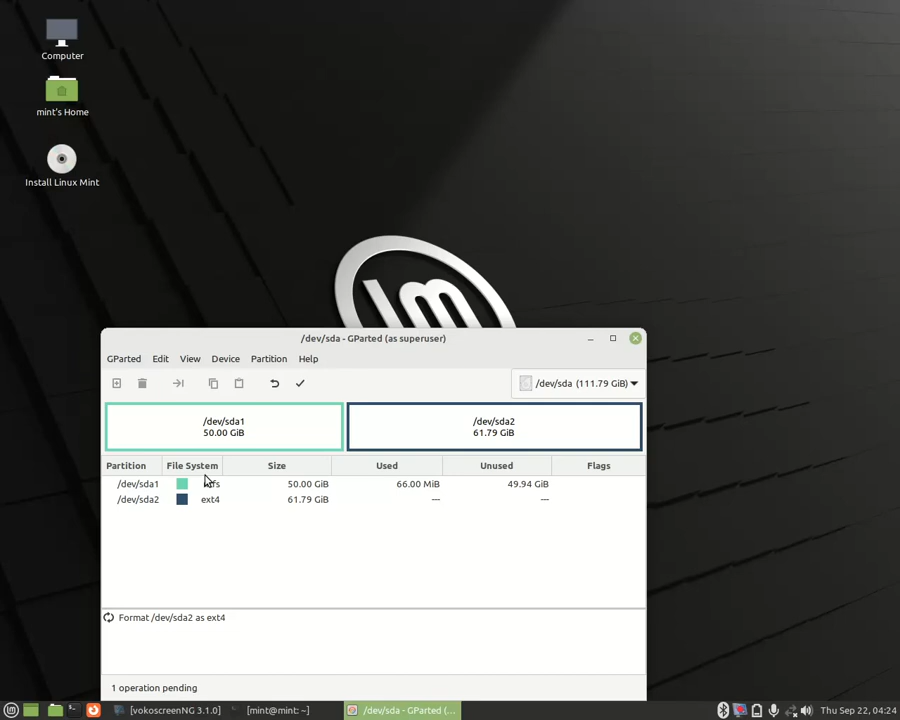 Computer
mint's Home
Install Linux Mint
/dev/sda - GParted (as superuser)
GParted Edit View Device Partition Help
/dev/sda (111.79 GiB)
/dev/sda1
50.00 GiB
/dev/sda2
61.79 GiB
Partition File System Size Used Unused Flags
/dev/sda1 50.00 GiB 66.00 MiB 49.94 GiB
/dev/sda2 ext4 61.79 GiB --- ---
Format /dev/sda2 as ext4
1 operation pending
[vokoscreenNG 3.1.0] [mint@mint: ~] /dev/sda - GParted (... Thu Sep 22, 04:24